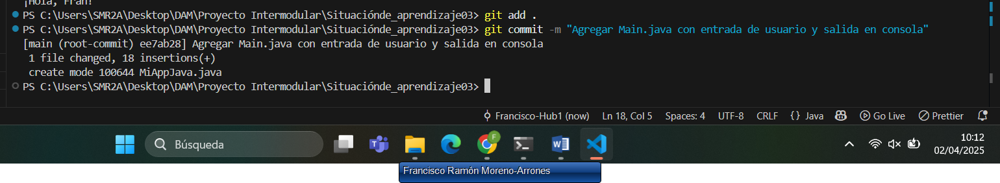 ¡Hola, Fran!
PS C:\Users\SMR2A\Desktop\DAM\Proyecto Intermodular\Situaciónde_aprendizaje03> git add .
PS C:\Users\SMR2A\Desktop\DAM\Proyecto Intermodular\Situaciónde_aprendizaje03> git commit -m "Agregar Main.java con entrada de usuario y salida en consola"
[main (root-commit) ee7ab28] Agregar Main.java con entrada de usuario y salida en consola
1 file changed, 18 insertions(+)
create mode 100644 MiAppJava.java
PS C:\Users\SMR2A\Desktop\DAM\Proyecto Intermodular\Situaciónde_aprendizaje03>
Francisco-Hub1 (now) Ln 18, Col 5 Spaces: 4 UTF-8 CRLF {} Java Go Live Prettier
Búsqueda
10:12
02/04/2025
Francisco Ramón Moreno-Arrones